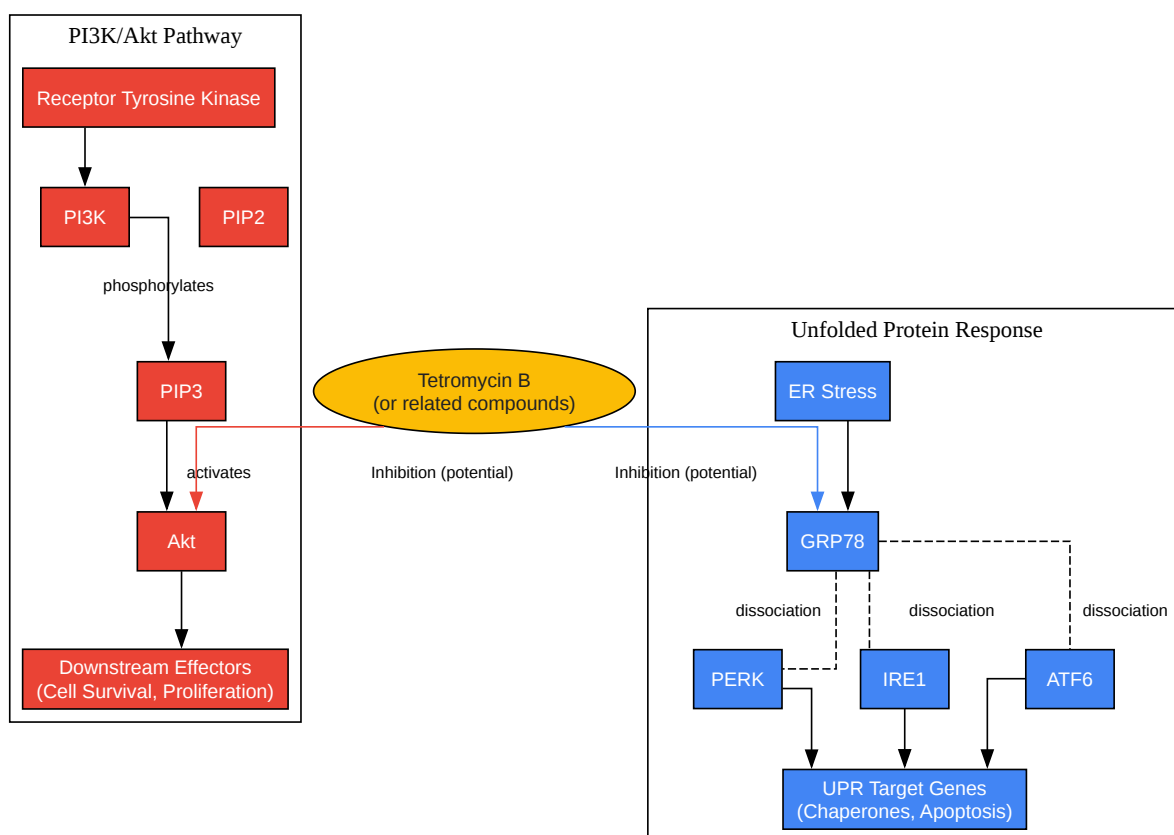 PI3K/Akt Pathway
Receptor Tyrosine Kinase
PI3K
PIP2
phosphorylates
PIP3
activates
Akt
Downstream Effectors
(Cell Survival, Proliferation)
Tetromycin B
(or related compounds)
Inhibition (potential)
Inhibition (potential)
Unfolded Protein Response
ER Stress
GRP78
dissociation
dissociation
dissociation
PERK
IRE1
ATF6
UPR Target Genes
(Chaperones, Apoptosis)